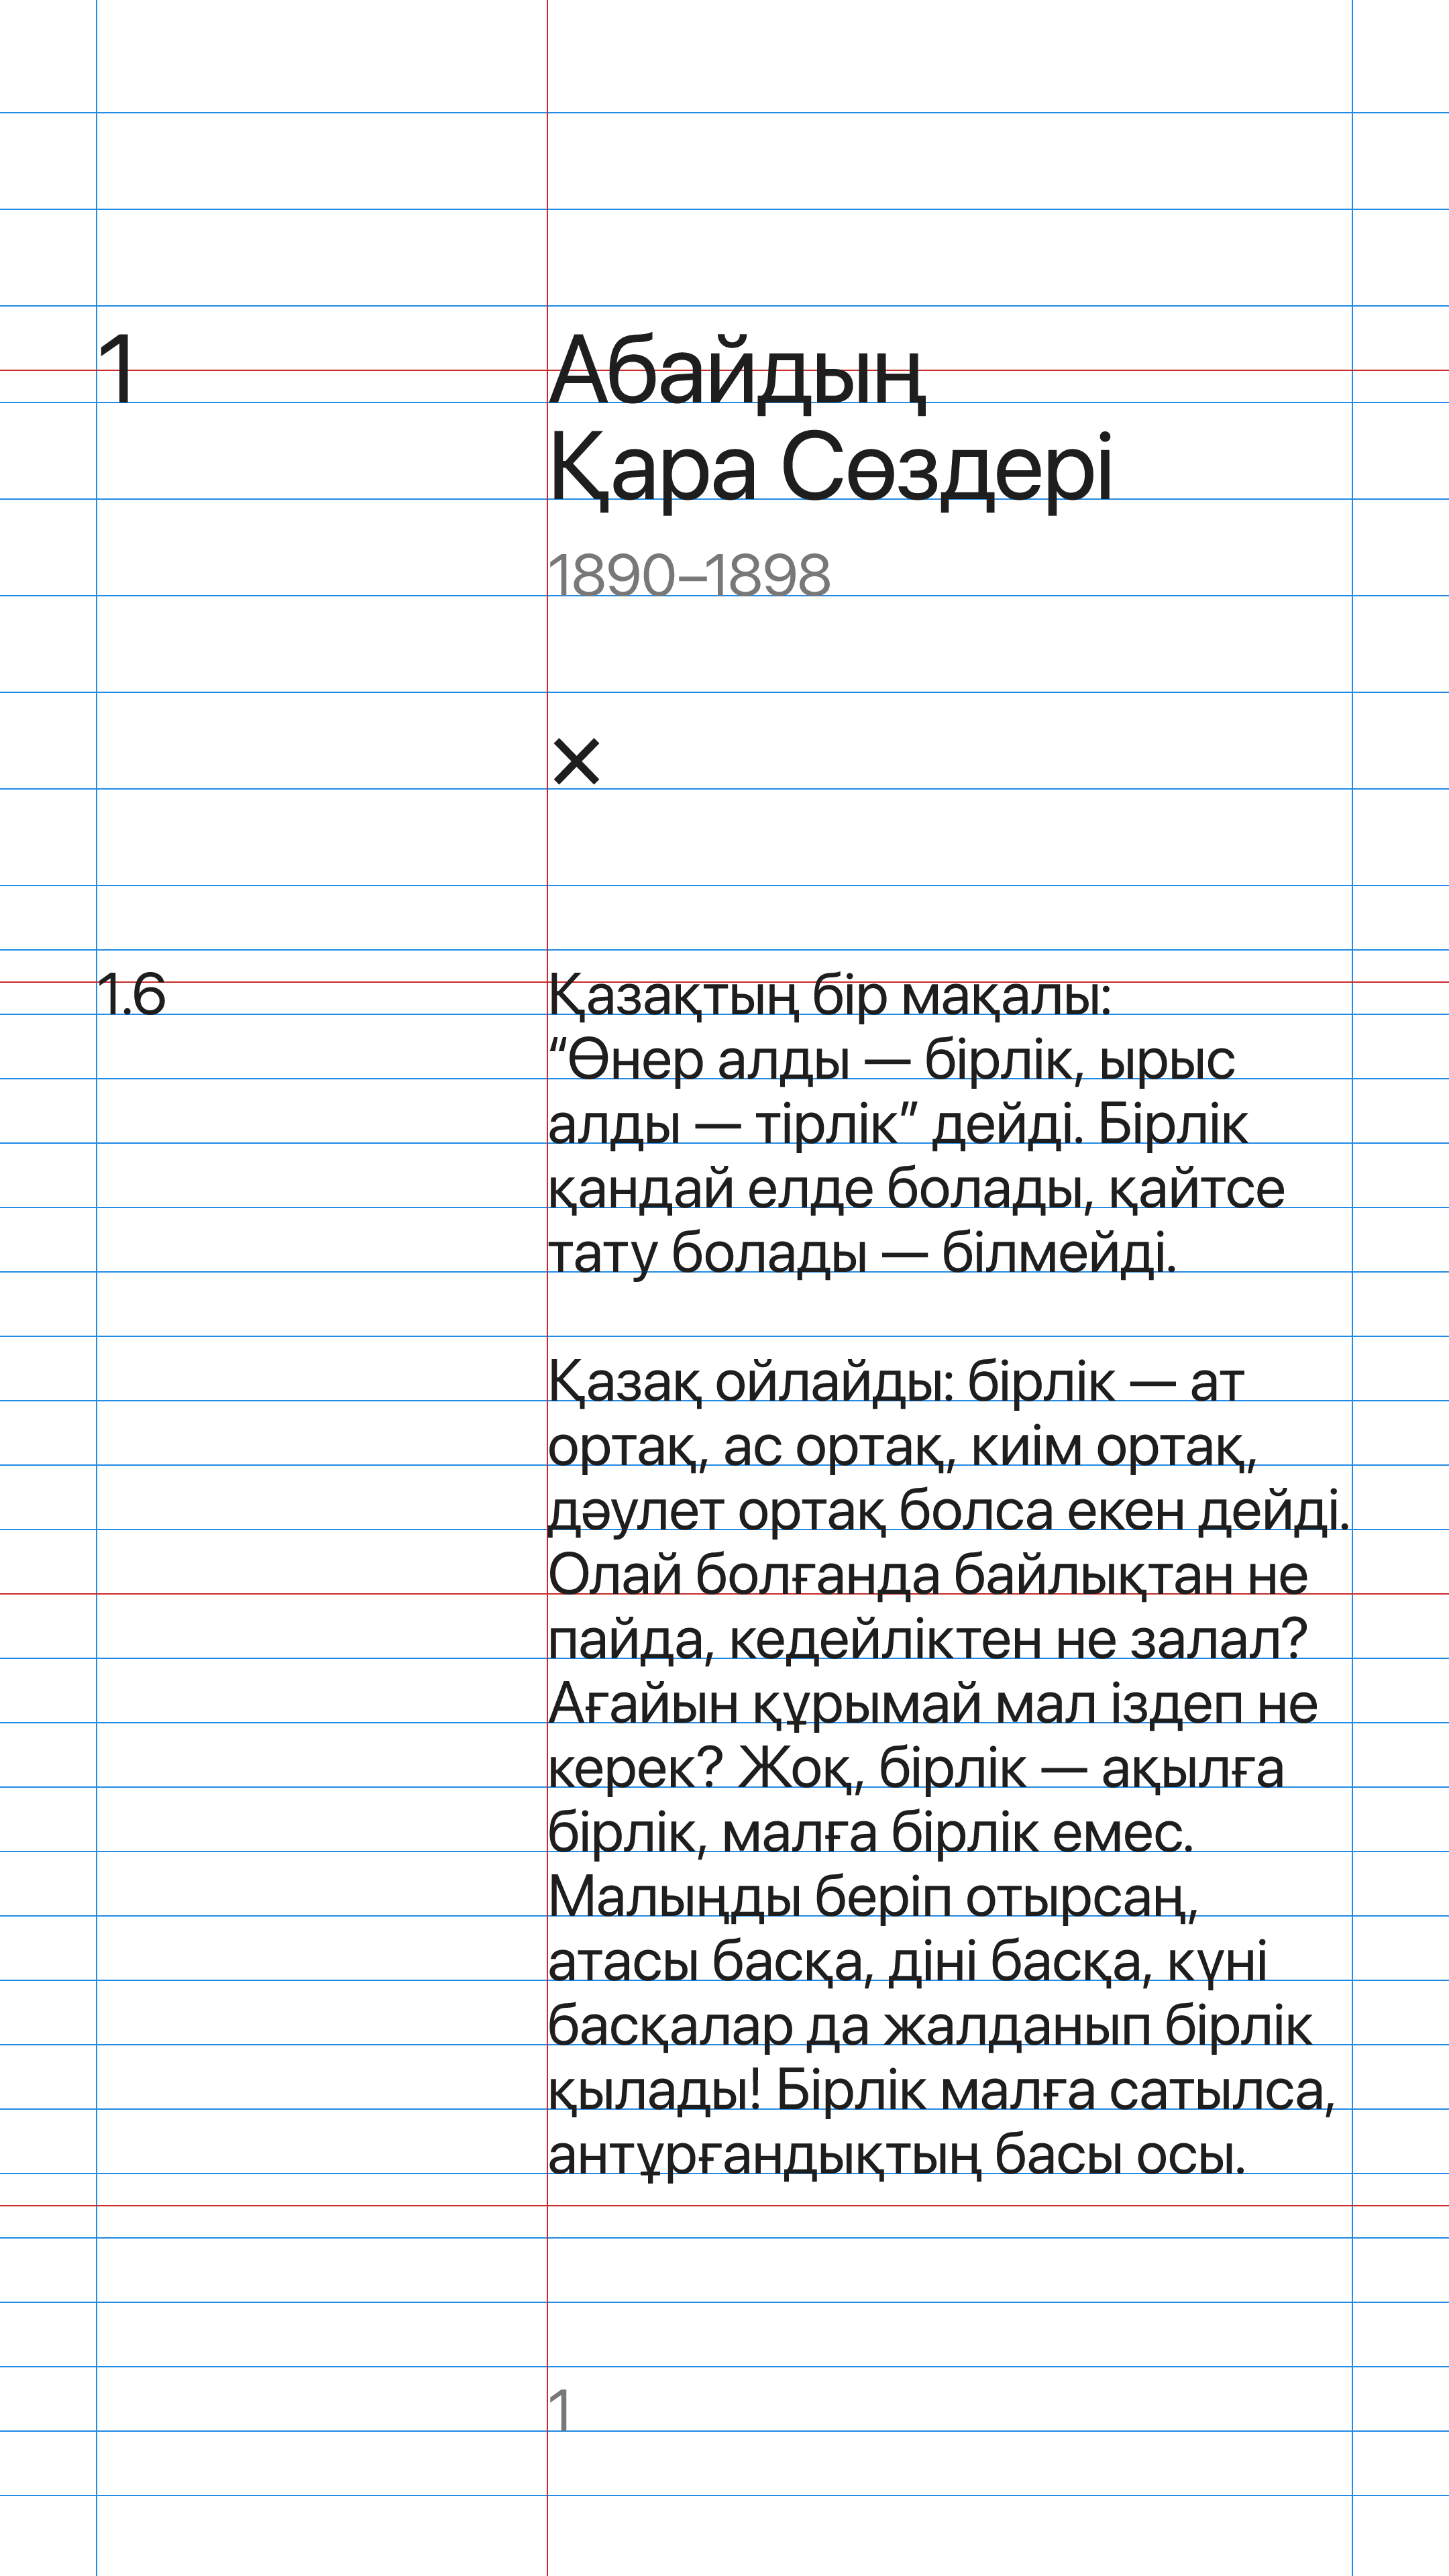 1
Абайдың
Қара Сөздері
1890–1898
×
1.6
Қазақтың бір мақалы:
“Өнер алды — бірлік, ырыс
алды — тірлік” дейді. Бірлік
қандай елде болады, қайтсе
тату болады — білмейді.
Қазақ ойлайды: бірлік — ат
ортақ, ас ортақ, киім ортақ,
дәулет ортақ болса екен дейді.
Олай болғанда байлықтан не
пайда, кедейліктен не залал?
Ағайын құрымай мал іздеп не
керек? Жоқ, бірлік — ақылға
бірлік, малға бірлік емес.
Малыңды беріп отырсаң,
атасы басқа, діні басқа, күні
басқалар да жалданып бірлік
қылады! Бірлік малға сатылса,
антұрғандықтың басы осы.
1